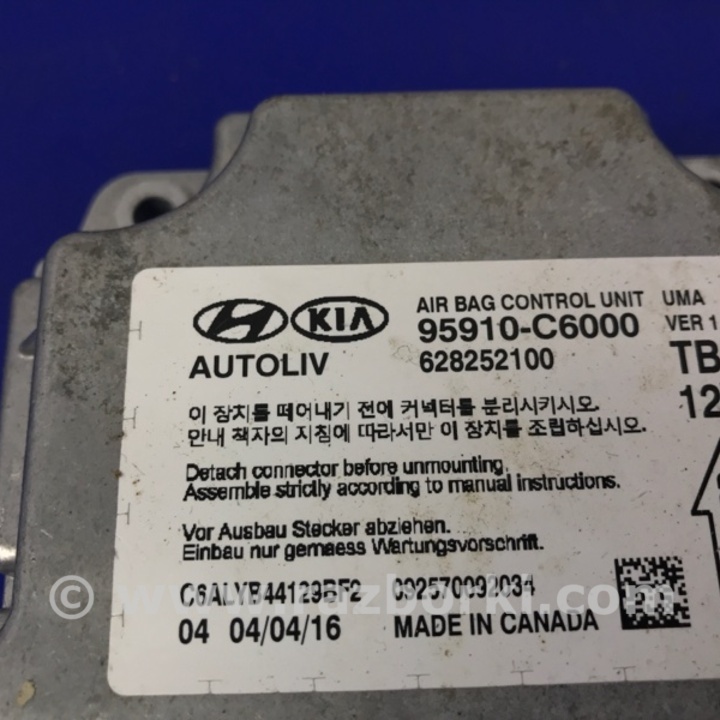 KIA AIR BAG CONTROL UNIT UMA
95910-C6000 VER 1
AUTOLIV 628252100 TB
12
이 장치를 떼어내기 전에 커넥터를 분리시키시오.
안내 책자의 지침에 따라서만 이 장치를 조립하십시오.
Detach connector before unmounting.
Assemble strictly according to manual instructions.
Vor Ausbau Stecker abziehen.
Einbau nur gemaess Wartungsvorschrift.
04 04/04/16 MADE IN CANADA
© www.razborki.com